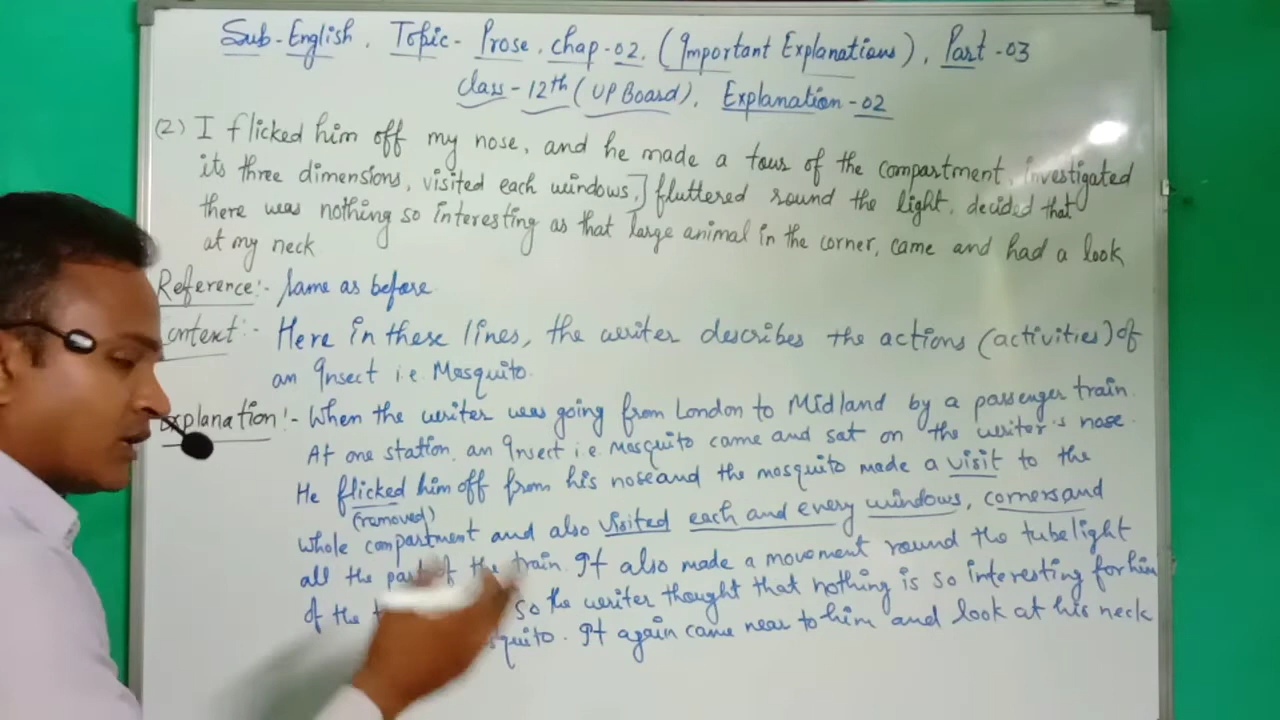 Sub-English. Topic- Prose. chap-02. (Important Explanations), Part-03
Class-12th (UP Board), Explanation-02
(2) I flicked him off my nose, and he made a tour of the compartment, investigated
its three dimensions, visited each windows,] fluttered round the light, decided that
there was nothing so interesting as that large animal in the corner, came and had a look
at my neck
Reference:- Same as before
Context:- Here in these lines, the writer describes the actions (activities) of
an Insect i.e. Mosquito.
Explanation:- When the writer was going from London to Midland by a passenger train.
At one station, an Insect i.e. Mosquito came and sat on the writer's nose.
He flicked him off from his nose and the mosquito made a visit to the
(removed)
whole compartment and also visited each and every windows, corners and
all the part of the train. It also made a movement round the tubelight
of the So the writer thought that nothing is so interesting for him
It again came near to him and look at his neck